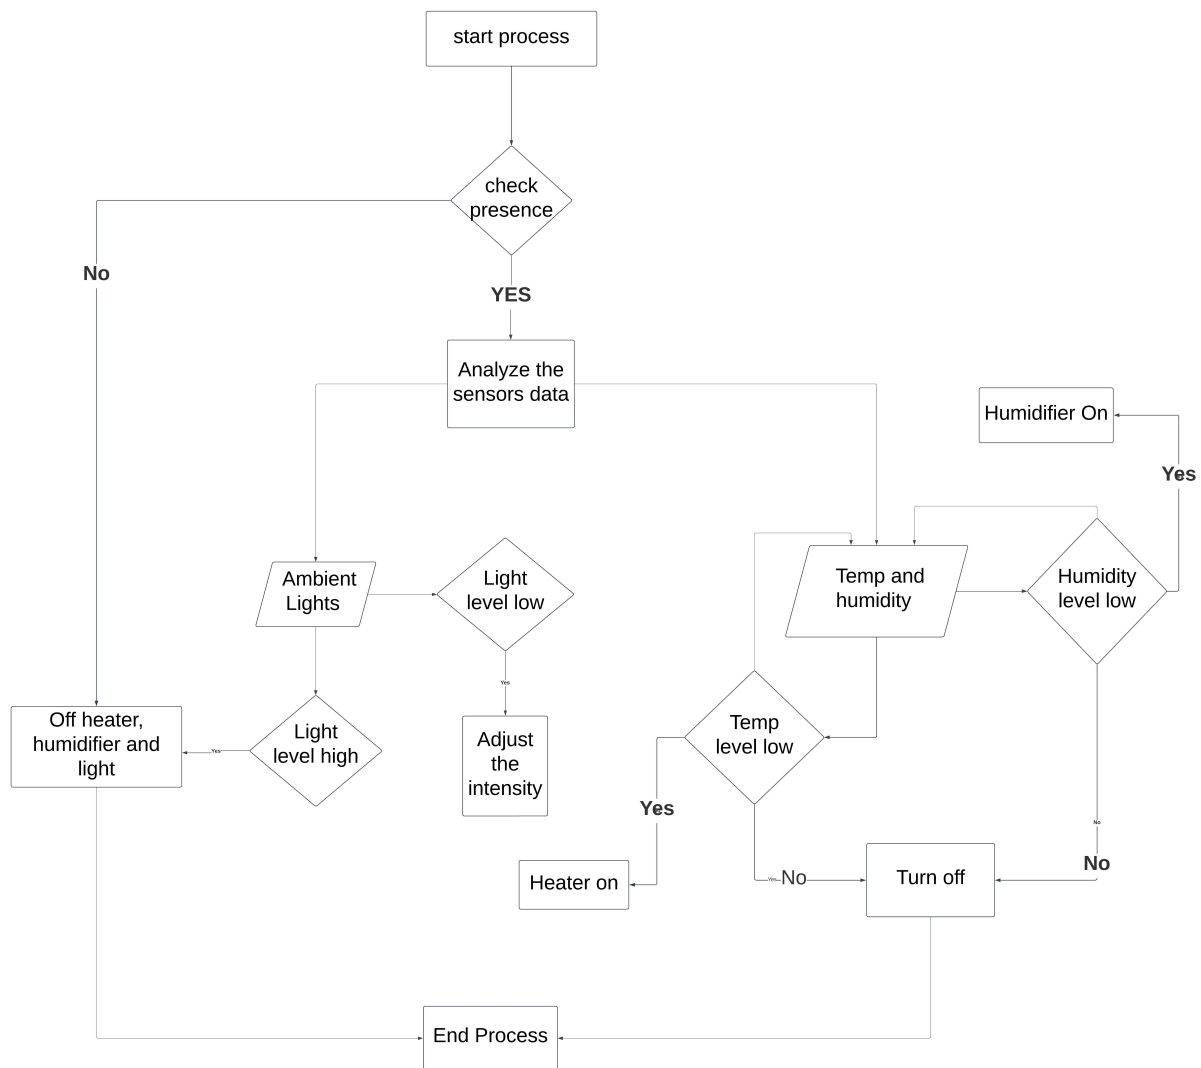 start process
check
presence
No
YES
Analyze the
sensors data
Humidifier On
Yes
Ambient
Lights
Light
level low
Temp and
humidity
Humidity
level low
Yes
Off heater,
humidifier and
light
Yes
Light
level high
Adjust
the
intensity
Temp
level low
Yes
No
No
Heater on
Yes
No
Turn off
End Process